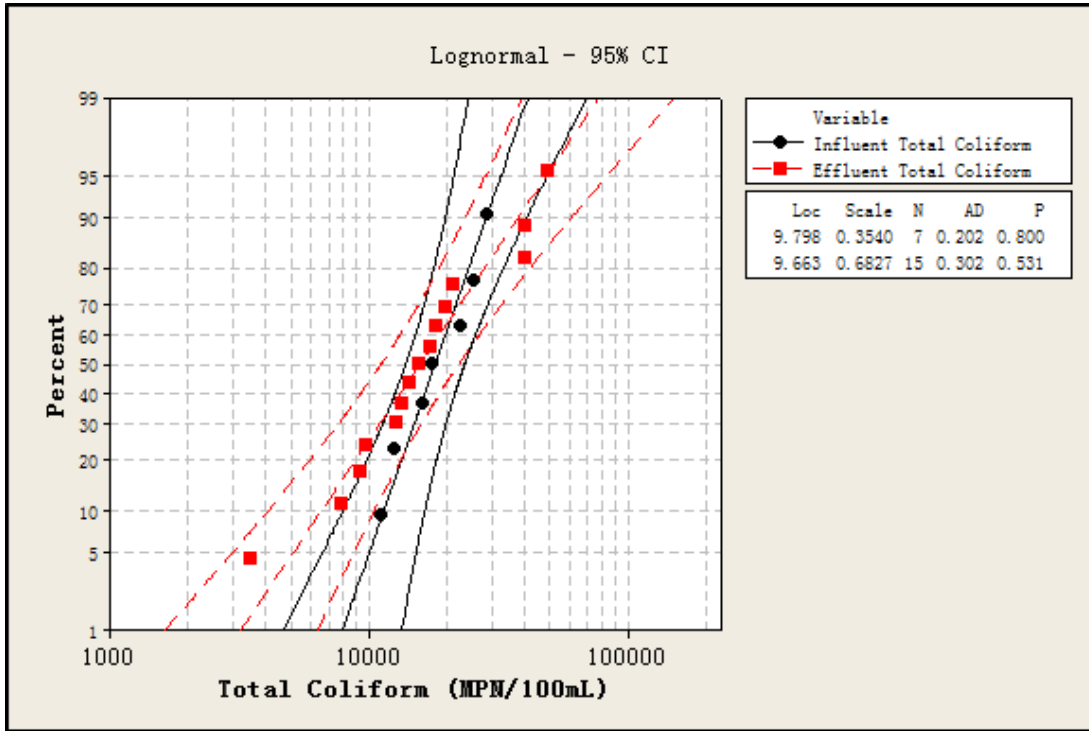 Lognormal - 95% CI
Variable
Influent Total Coliform
Effluent Total Coliform
Loc Scale N AD P
9.798 0.3540 7 0.202 0.800
9.663 0.6827 15 0.302 0.531
Percent
99
95
90
80
70
60
50
40
30
20
10
5
1
1000 10000 100000
Total Coliform (MPN/100mL)